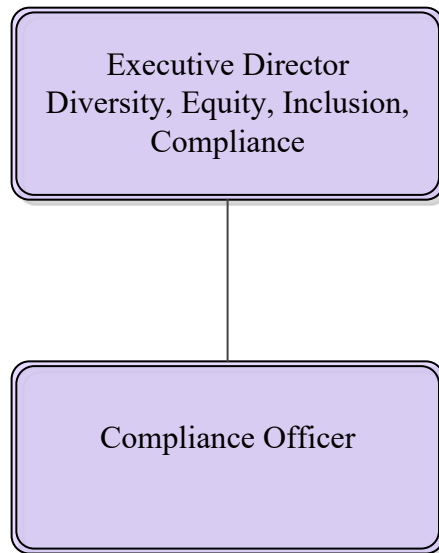 Executive Director
Diversity, Equity, Inclusion,
Compliance
Compliance Officer